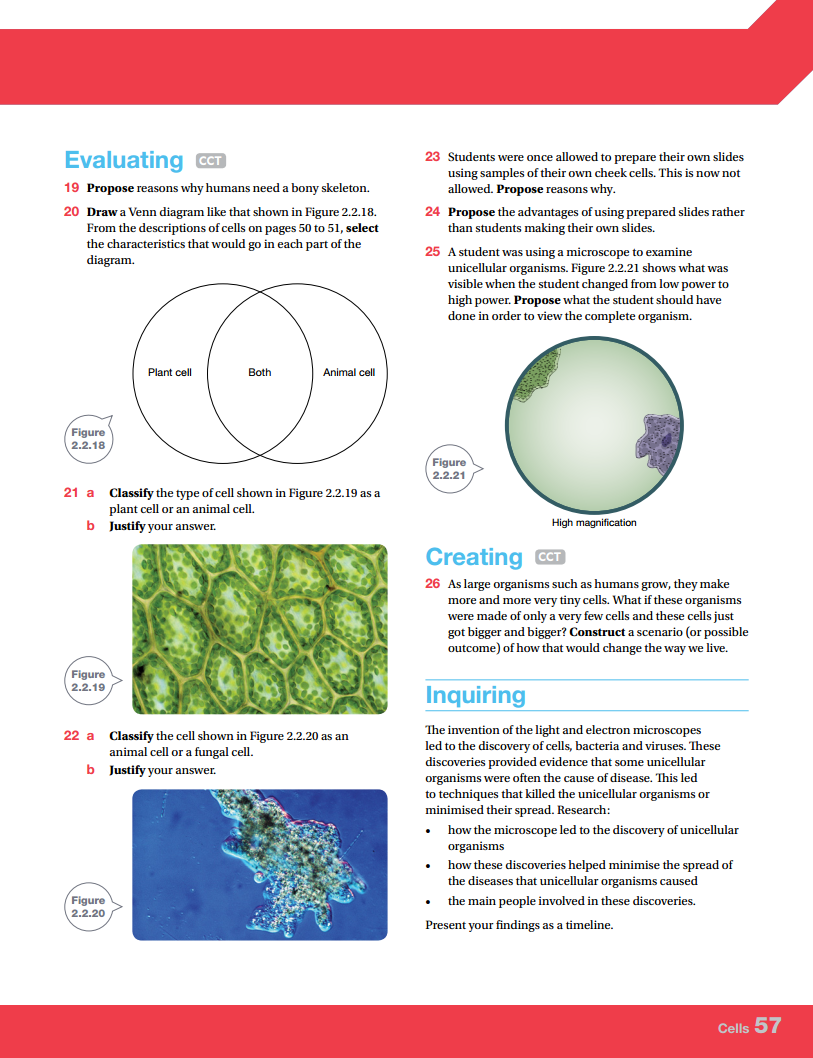 Evaluating CCT
19 Propose reasons why humans need a bony skeleton.
20 Draw a Venn diagram like that shown in Figure 2.2.18.
From the descriptions of cells on pages 50 to 51, select
the characteristics that would go in each part of the
diagram.
Plant cell
Both
Animal cell
Figure
2.2.18
21 a Classify the type of cell shown in Figure 2.2.19 as a
plant cell or an animal cell.
b Justify your answer.
Figure
2.2.19
22 a Classify the cell shown in Figure 2.2.20 as an
animal cell or a fungal cell.
b Justify your answer.
Figure
2.2.20
23 Students were once allowed to prepare their own slides
using samples of their own cheek cells. This is now not
allowed. Propose reasons why.
24 Propose the advantages of using prepared slides rather
than students making their own slides.
25 A student was using a microscope to examine
unicellular organisms. Figure 2.2.21 shows what was
visible when the student changed from low power to
high power. Propose what the student should have
done in order to view the complete organism.
Figure
2.2.21
High magnification
Creating CCT
26 As large organisms such as humans grow, they make
more and more very tiny cells. What if these organisms
were made of only a very few cells and these cells just
got bigger and bigger? Construct a scenario (or possible
outcome) of how that would change the way we live.
Inquiring
The invention of the light and electron microscopes
led to the discovery of cells, bacteria and viruses. These
discoveries provided evidence that some unicellular
organisms were often the cause of disease. This led
to techniques that killed the unicellular organisms or
minimised their spread. Research:
• how the microscope led to the discovery of unicellular
organisms
• how these discoveries helped minimise the spread of
the diseases that unicellular organisms caused
• the main people involved in these discoveries.
Present your findings as a timeline.
Cells 57